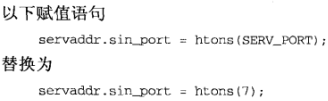 以下赋值语句
servaddr.sin_port = htons(SERV_PORT);
替换为
servaddr.sin_port = htons(7);